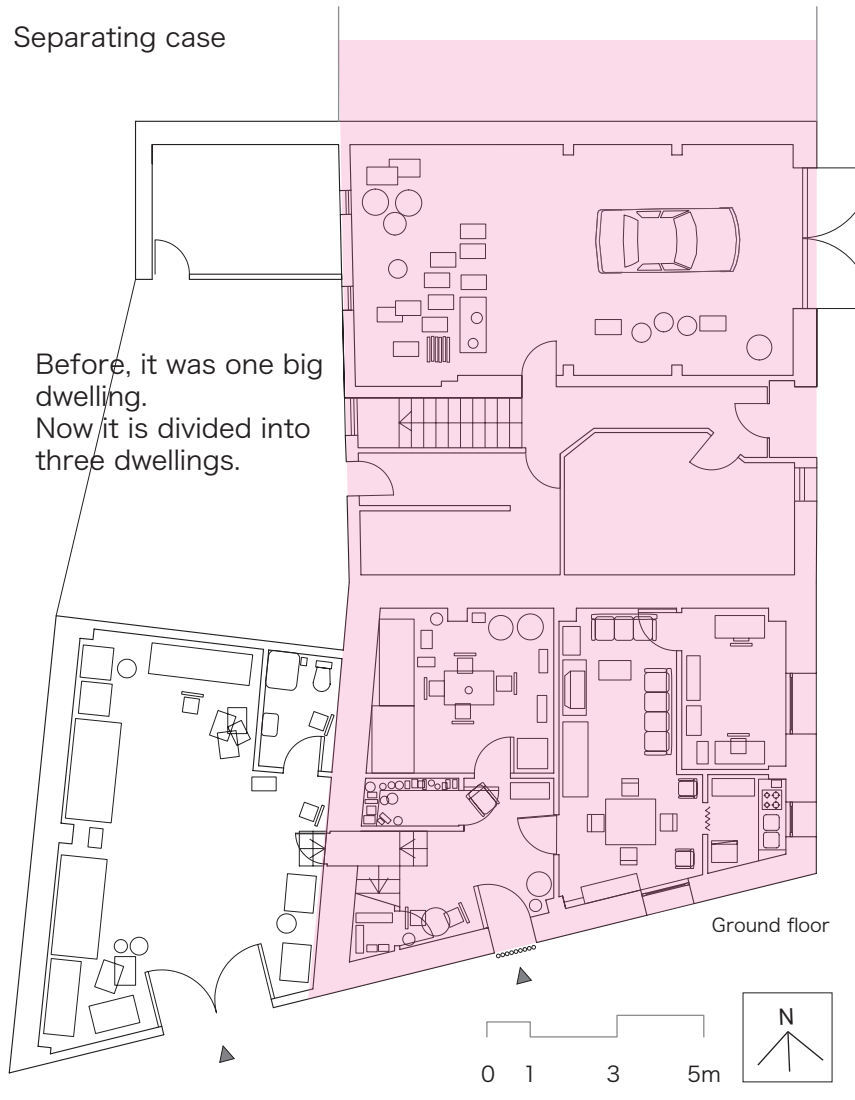 Separating case
Before, it was one big
dwelling.
Now it is divided into
three dwellings.
Ground floor
N
0 1 3 5m